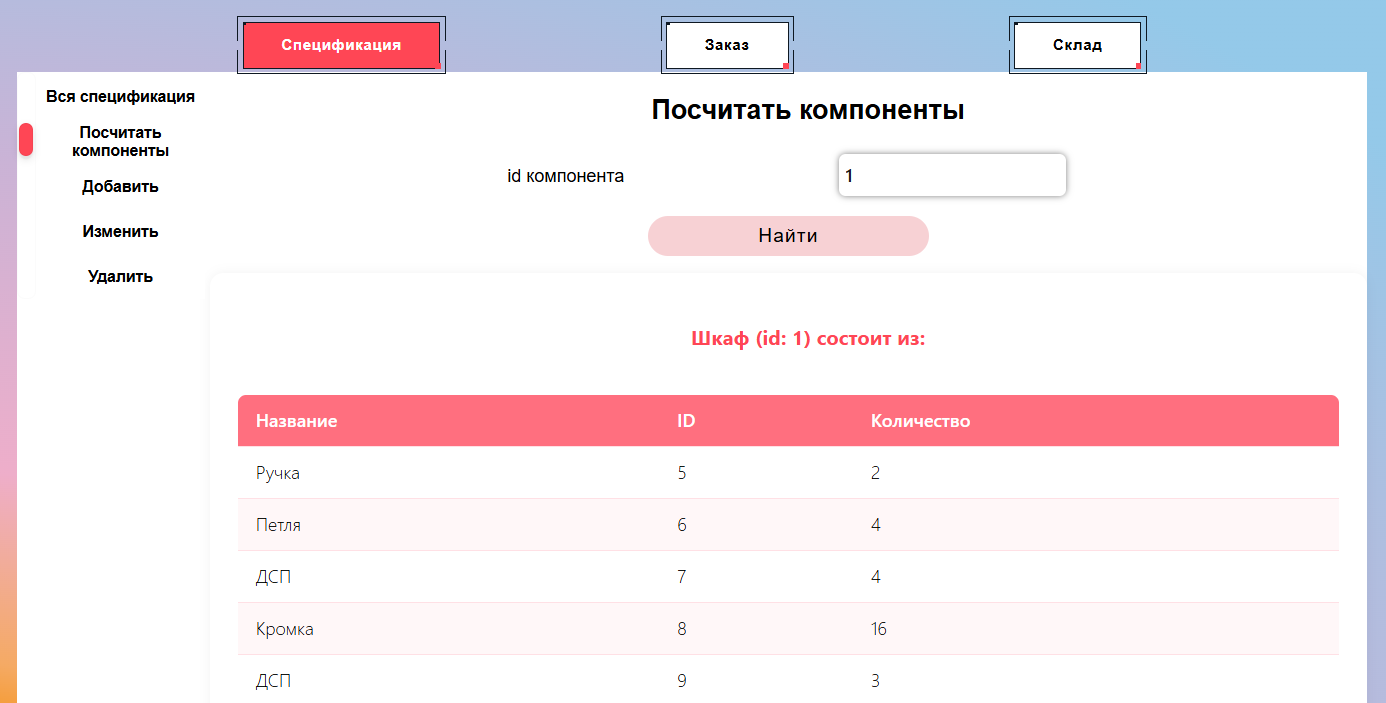 Спецификация
Заказ
Склад
Вся спецификация
Посчитать
компоненты
Добавить
Изменить
Удалить
Посчитать компоненты
id компонента
1
Найти
Шкаф (id: 1) состоит из:
Название ID Количество
Ручка 5 2
Петля 6 4
ДСП 7 4
Кромка 8 16
ДСП 9 3